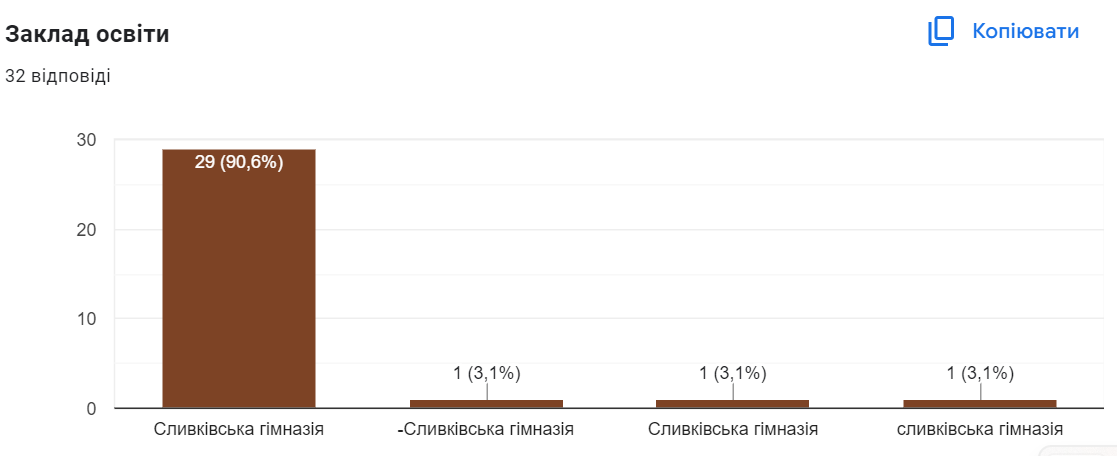 Заклад освіти
Копіювати
32 відповіді
30
29 (90,6%)
20
10
1 (3,1%)
1 (3,1%)
1 (3,1%)
0
Сливківська гімназія
-Сливківська гімназія
Сливківська гімназія
сливківська гімназія